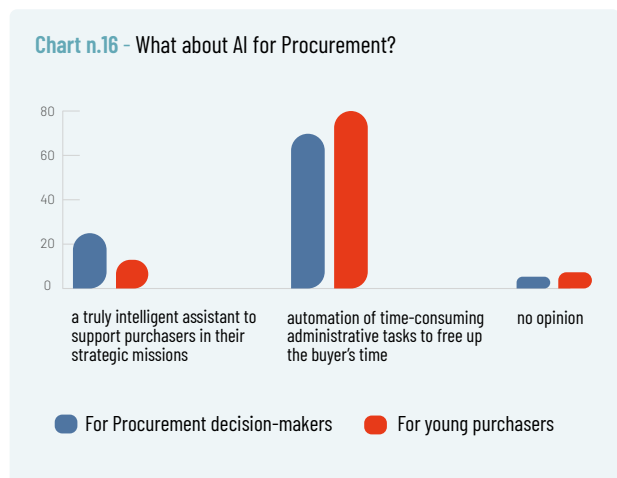 Chart n.16 - What about AI for Procurement?
80
60
40
20
0
a truly intelligent assistant to
support purchasers in their
strategic missions
automation of time-consuming
administrative tasks to free up
the buyer's time
no opinion
For Procurement decision-makers
For young purchasers